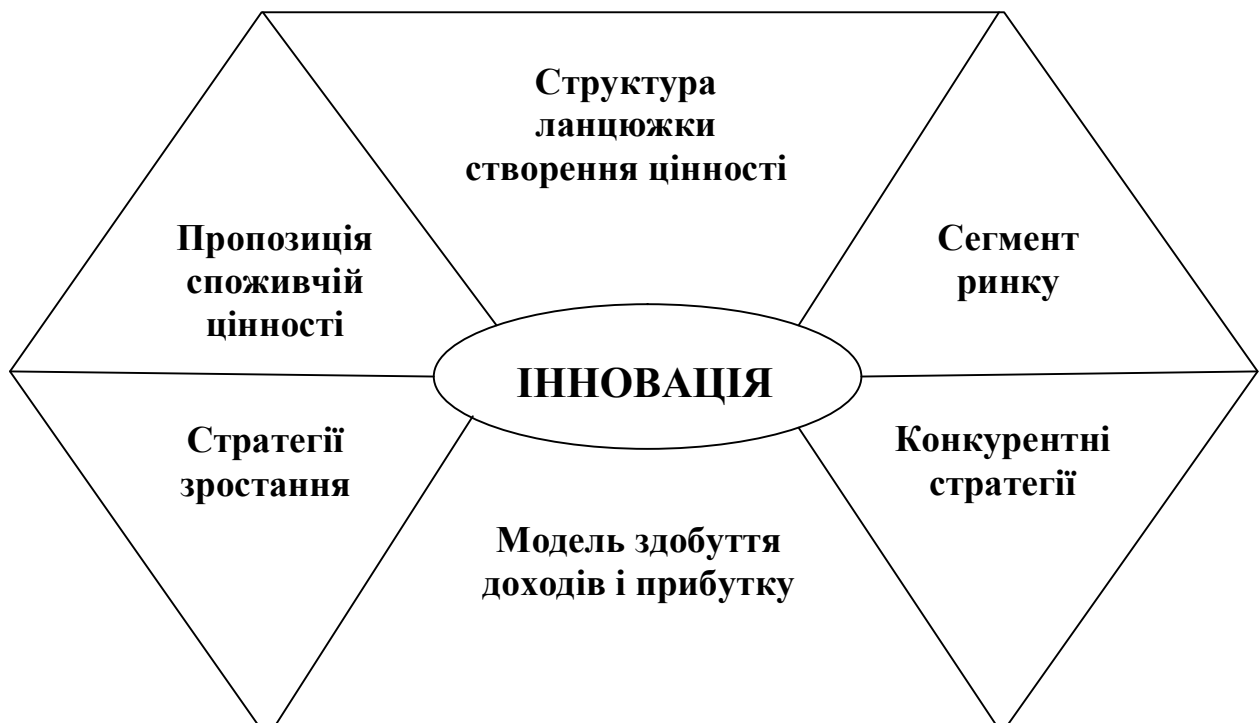 Структура
ланцюжки
створення цінності
Пропозиція
споживчій
цінності
Сегмент
ринку
ІННОВАЦІЯ
Стратегії
зростання
Конкурентні
стратегії
Модель здобуття
доходів і прибутку